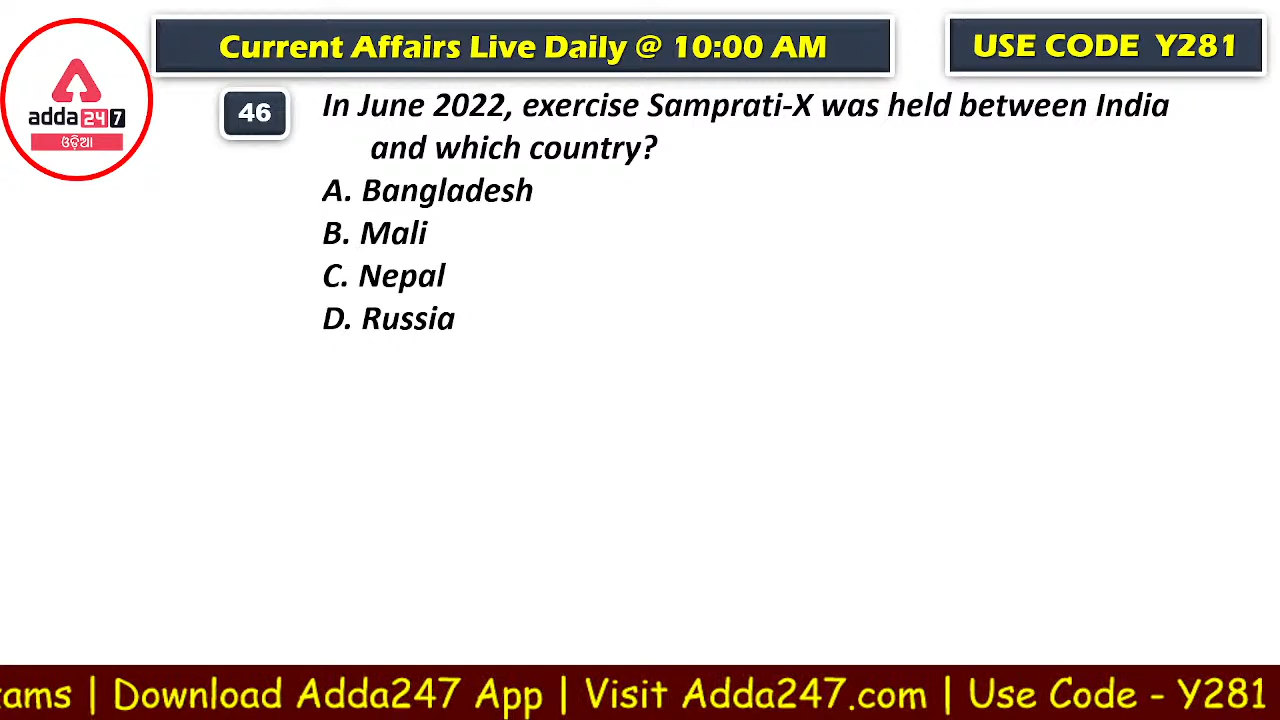 Current Affairs Live Daily @ 10:00 AM
USE CODE Y281
adda247
ଓଡ଼ିଆ
46
In June 2022, exercise Samprati-X was held between India
and which country?
A. Bangladesh
B. Mali
C. Nepal
D. Russia
ams | Download Adda247 App | Visit Adda247.com | Use Code - Y281